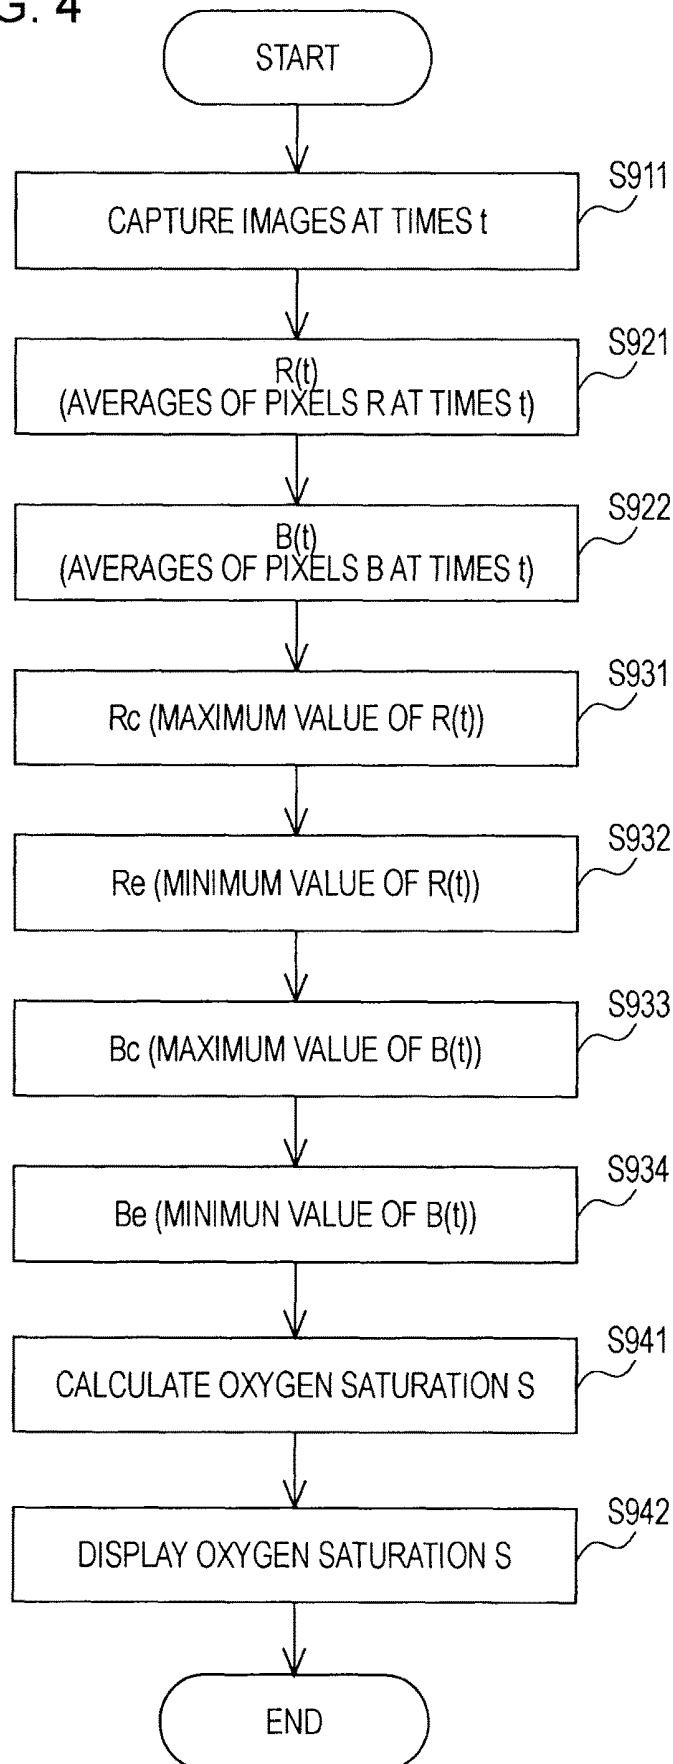 G. 4
START
CAPTURE IMAGES AT TIMES t
S911
R(t)
(AVERAGES OF PIXELS R AT TIMES t)
S921
B(t)
(AVERAGES OF PIXELS B AT TIMES t)
S922
Rc (MAXIMUM VALUE OF R(t))
S931
Re (MINIMUM VALUE OF R(t))
S932
Bc (MAXIMUM VALUE OF B(t))
S933
Be (MINIMUN VALUE OF B(t))
S934
CALCULATE OXYGEN SATURATION S
S941
DISPLAY OXYGEN SATURATION S
S942
END